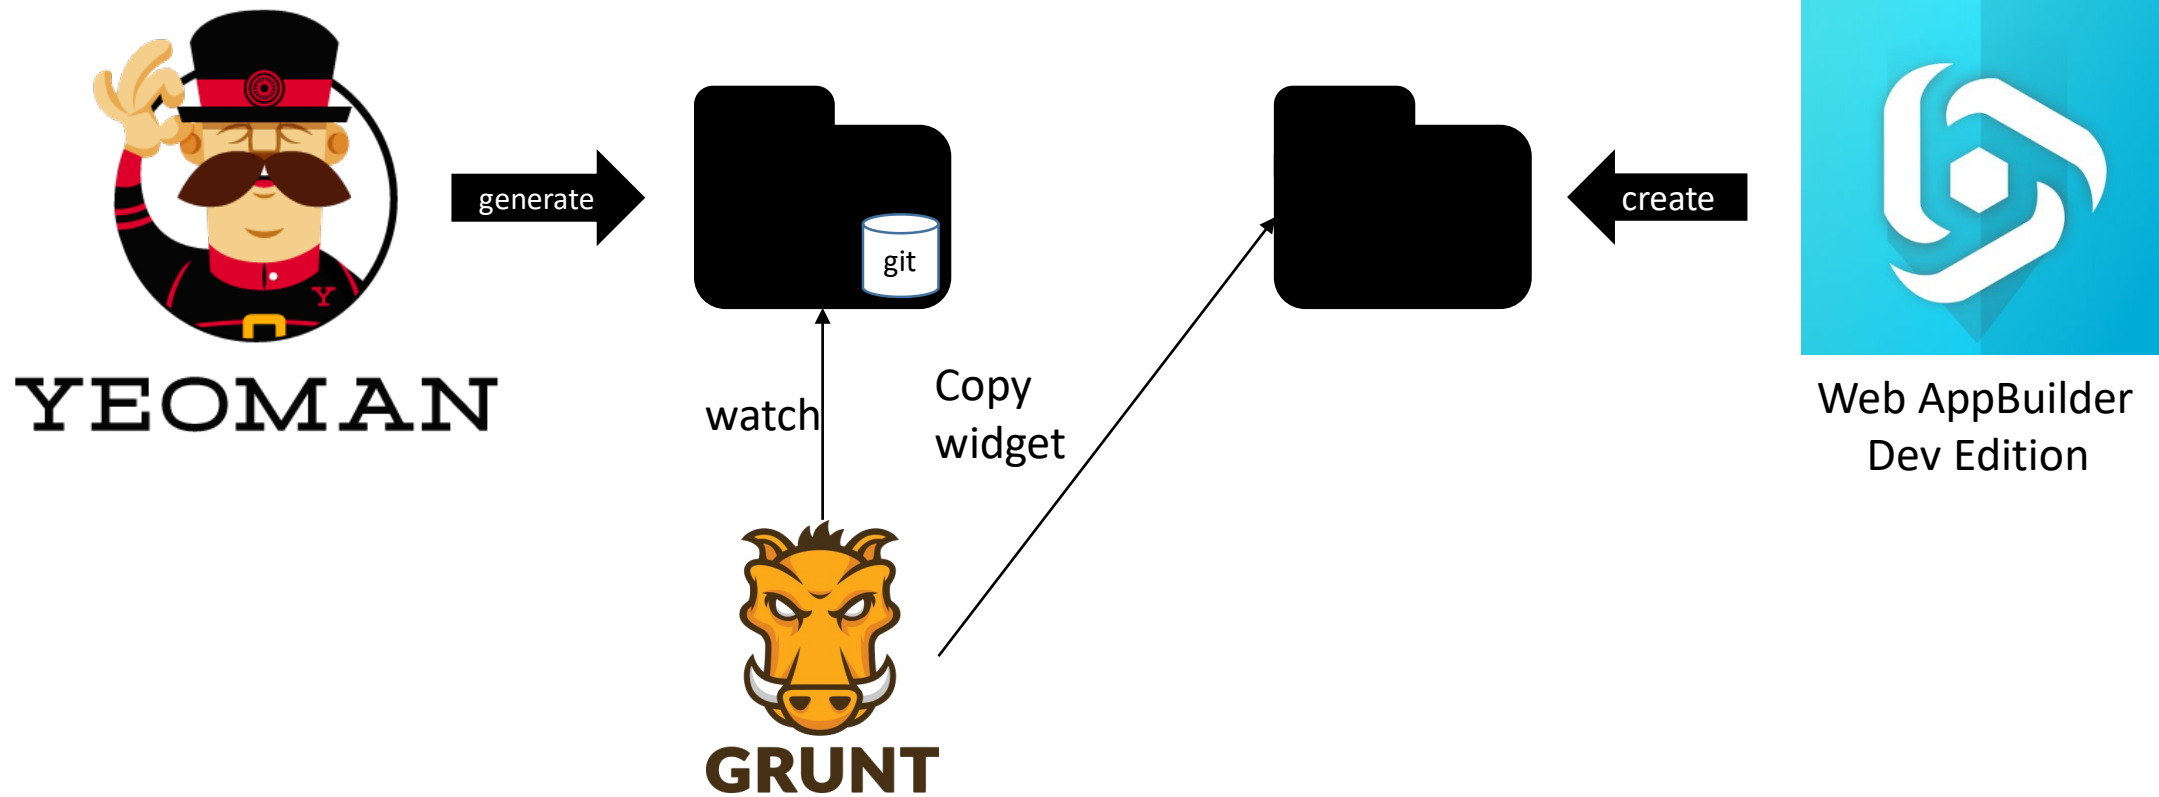 YEOMAN
Y
generate
git
watch
Copy
widget
GRUNT
create
Web AppBuilder
Dev Edition